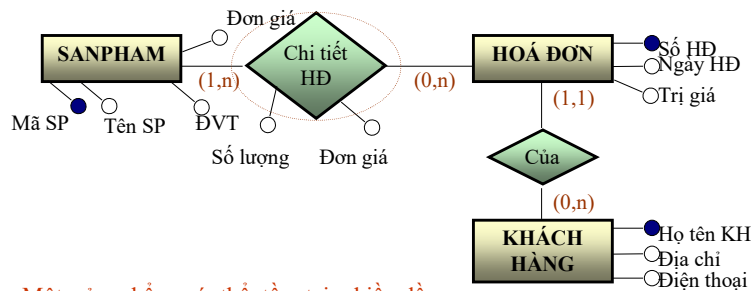 Đơn giá
SANPHAM
Chi tiết
HĐ
HOÁ ĐƠN
Số HĐ
Ngày HĐ
Trị giá
(1,n)
(0,n)
(1,1)
Mã SP
Tên SP
ĐVT
Số lượng
Đơn giá
Của
(0,n)
KHÁCH
HÀNG
Họ tên KH
Địa chỉ
Điện thoại